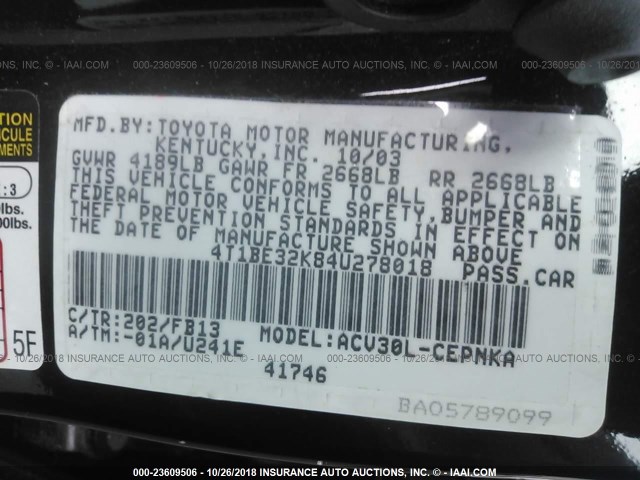 000-23609506 - 10/26/2018 INSURANCE AUTO AUCTIONS, INC. - IAAI.COM
MFD.BY:TOYOTA MOTOR MANUFACTURING,
KENTUCKY,INC. 10/03
GVWR 4189LB GAWR FR 2668LB RR 2668LB
THIS VEHICLE CONFORMS TO ALL APPLICABLE
FEDERAL MOTOR VEHICLE SAFETY,BUMPER AND
THEFT PREVENTION STANDARDS IN EFFECT ON
THE DATE OF MANUFACTURE SHOWN ABOVE
4T1BE32K84U278018 PASS.CAR
C/TR:202/FB13 MODEL:ACV30L-CEPNKA
A/TM:-01A/U241E
41746
BA05789099
5F
000-23609506 - 10/26/2018 INSURANCE AUTO AUCTIONS, INC. - IAAI.COM